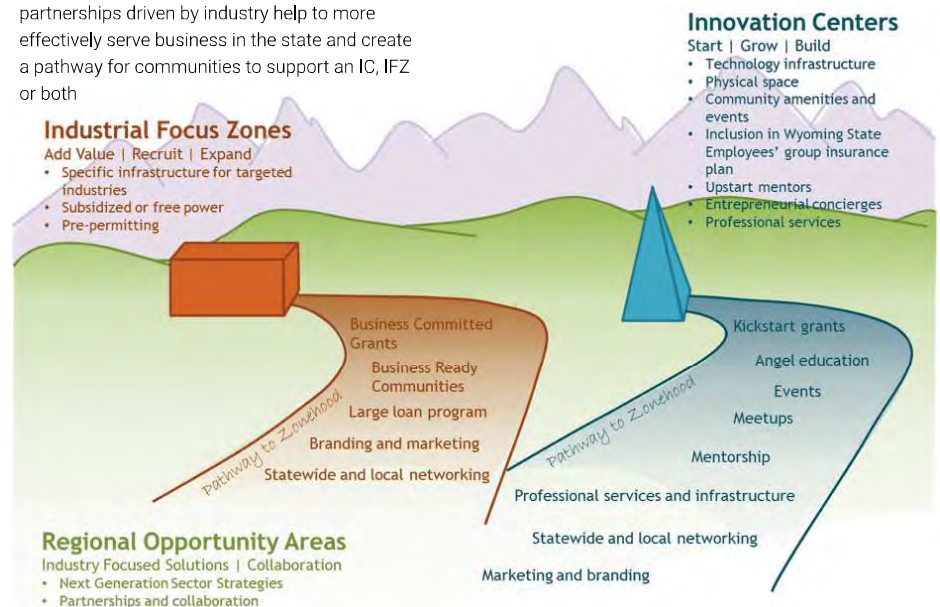 partnerships driven by industry help to more
effectively serve business in the state and create
a pathway for communities to support an IC, IFZ
or both
Innovation Centers
Start | Grow | Build
• Technology infrastructure
• Physical space
• Community amenities and
events
• Inclusion in Wyoming State
Employees' group insurance
plan
• Upstart mentors
• Entrepreneurial concierges
• Professional services
Industrial Focus Zones
Add Value | Recruit | Expand
• Specific infrastructure for targeted
industries
• Subsidized or free power
• Pre-permitting
Business Committed
Grants
Business Ready
Communities
Large loan program
Branding and marketing
Statewide and local networking
Pathway to Zonehood
Kickstart grants
Angel education
Events
Meetups
Mentorship
Professional services and infrastructure
Statewide and local networking
Marketing and branding
Pathway to Zonehood
Regional Opportunity Areas
Industry Focused Solutions | Collaboration
• Next Generation Sector Strategies
• Partnerships and collaboration